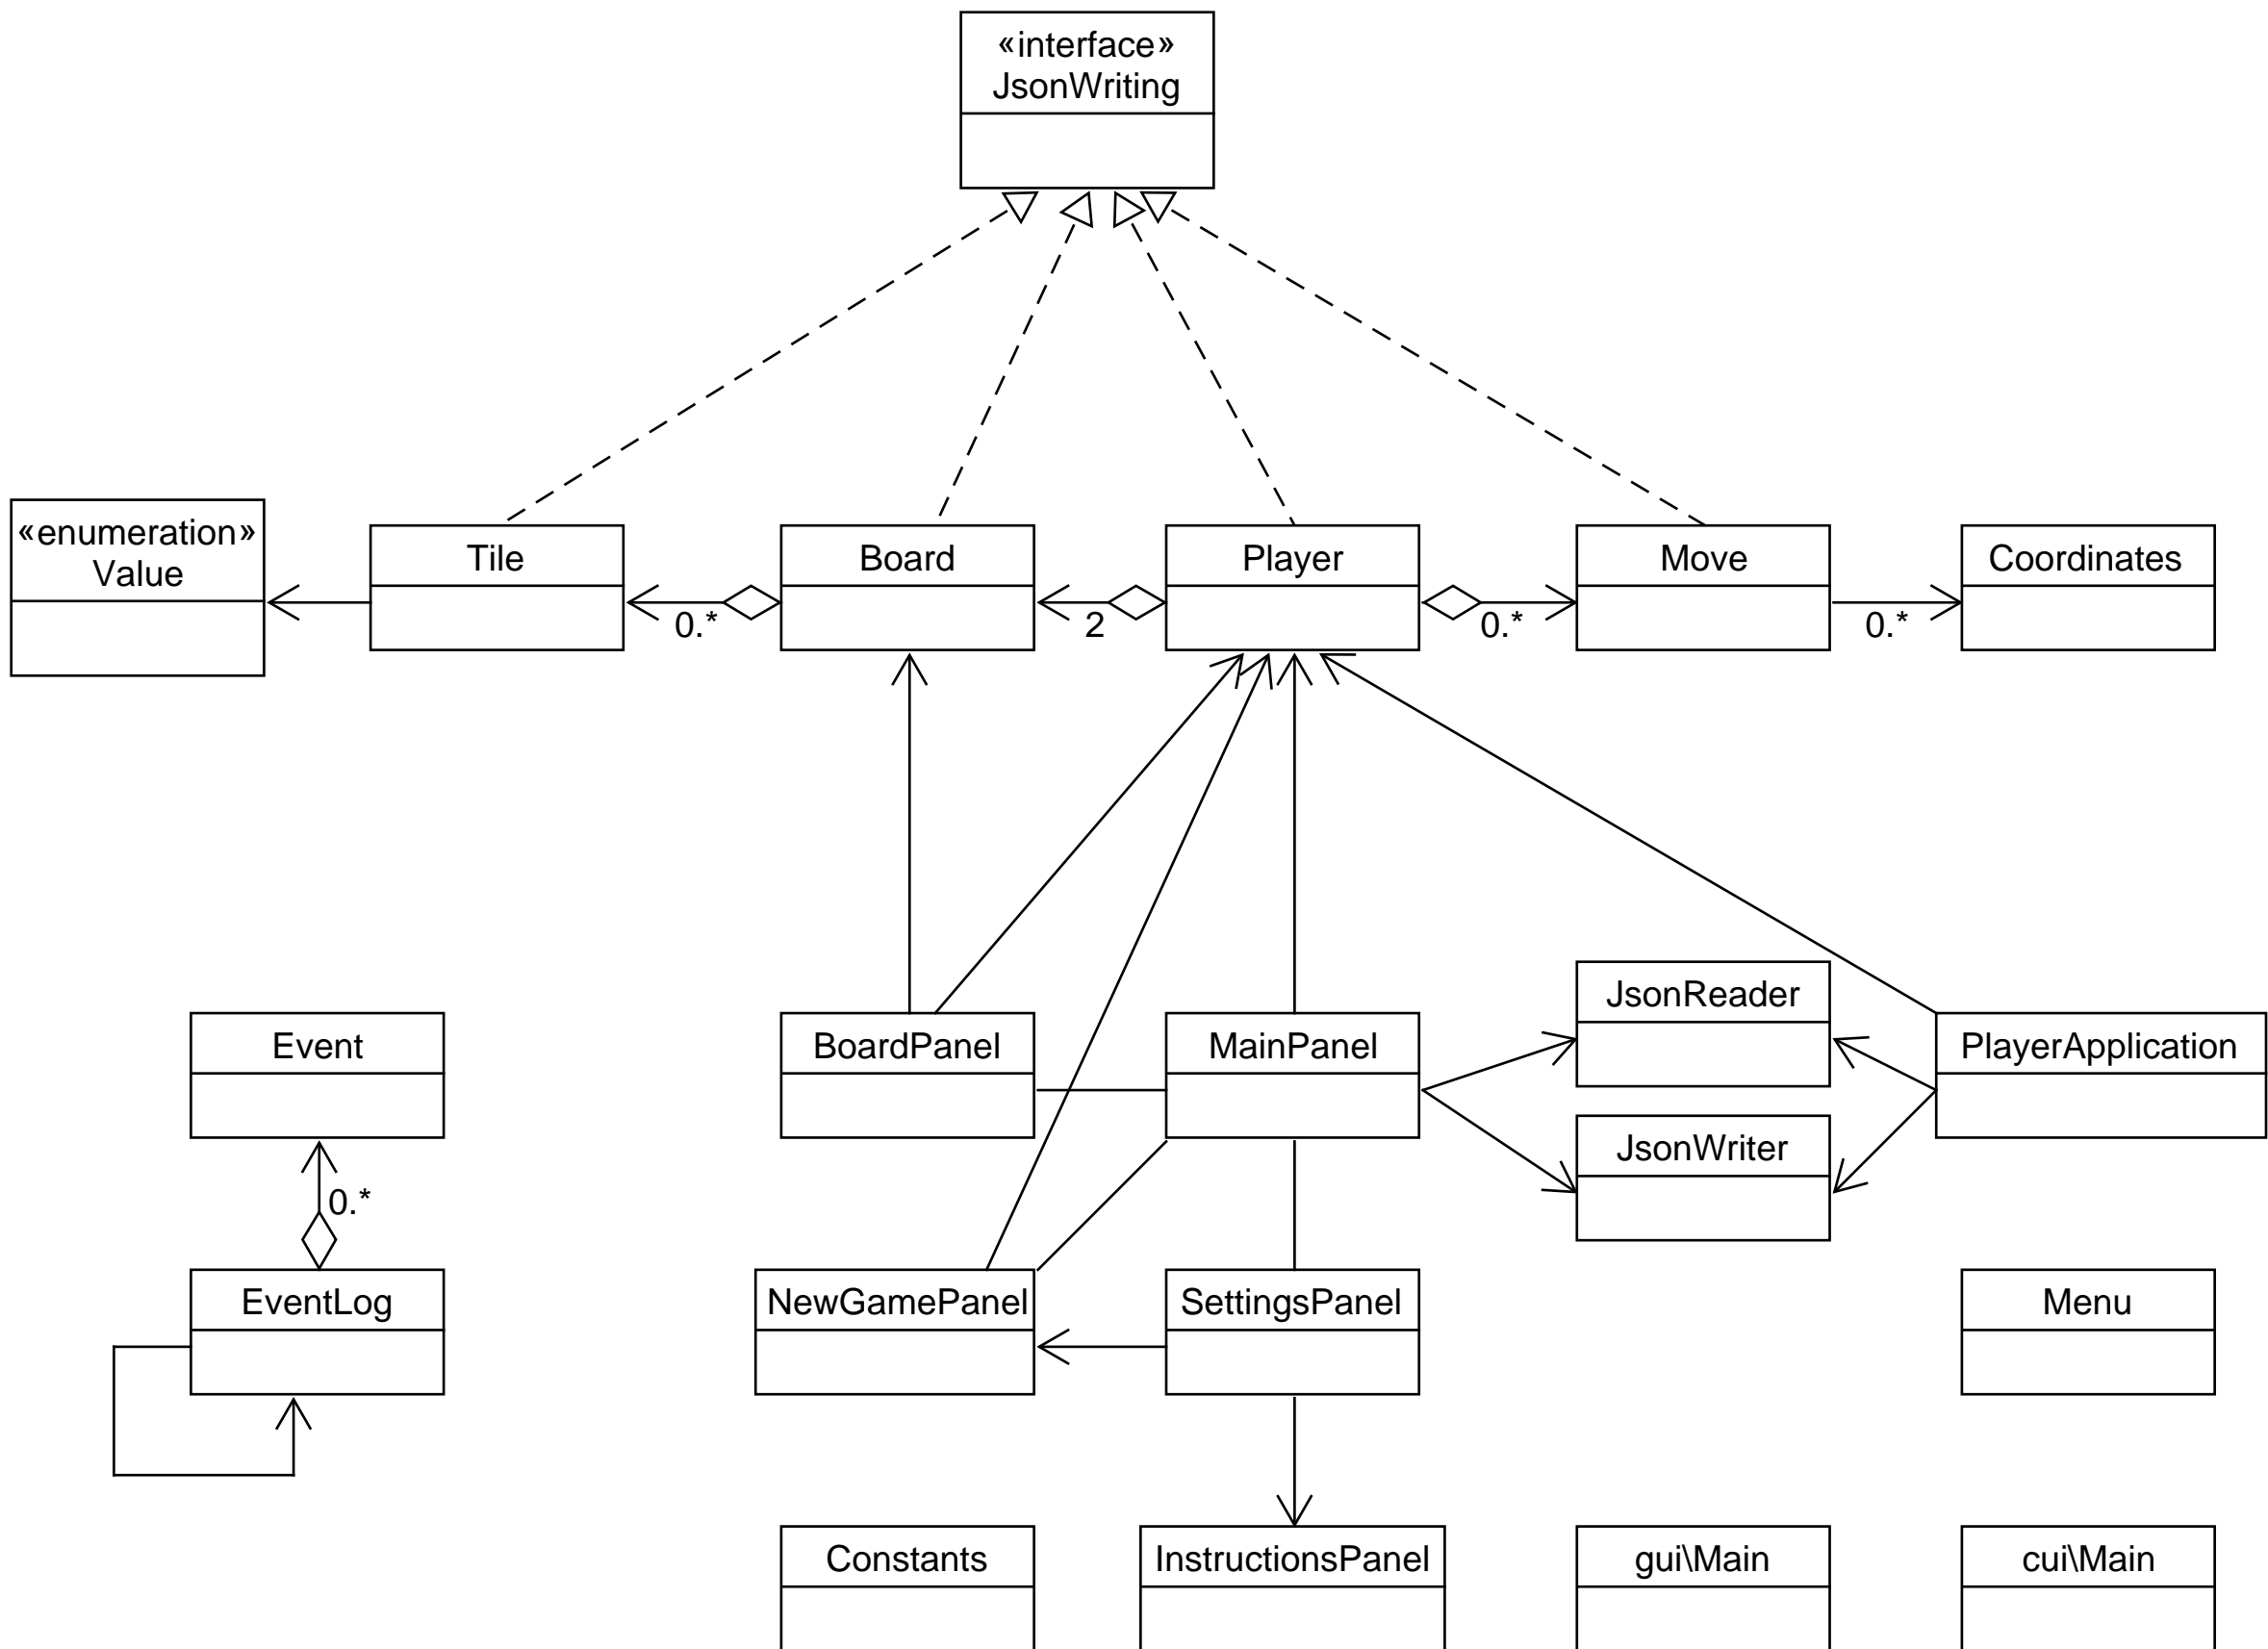 «interface»
JsonWriting
«enumeration»
Value
Tile
Board
Player
Move
Coordinates
0.*
2
0.*
0.*
JsonReader
Event
BoardPanel
MainPanel
PlayerApplication
JsonWriter
0.*
EventLog
NewGamePanel
SettingsPanel
Menu
Constants
InstructionsPanel
gui\Main
cui\Main